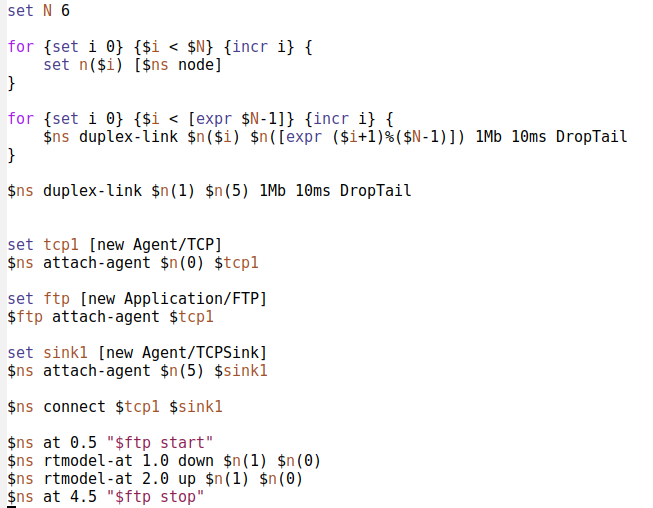 set N 6
for {set i 0} {$i < $N} {incr i} {
set n($i) [$ns node]
}
for {set i 0} {$i < [expr $N-1]} {incr i} {
$ns duplex-link $n($i) $n([expr ($i+1)%($N-1)]) 1Mb 10ms DropTail
}
$ns duplex-link $n(1) $n(5) 1Mb 10ms DropTail
set tcp1 [new Agent/TCP]
$ns attach-agent $n(0) $tcp1
set ftp [new Application/FTP]
$ftp attach-agent $tcp1
set sink1 [new Agent/TCPSink]
$ns attach-agent $n(5) $sink1
$ns connect $tcp1 $sink1
$ns at 0.5 "$ftp start"
$ns rtmodel-at 1.0 down $n(1) $n(0)
$ns rtmodel-at 2.0 up $n(1) $n(0)
$ns at 4.5 "$ftp stop"